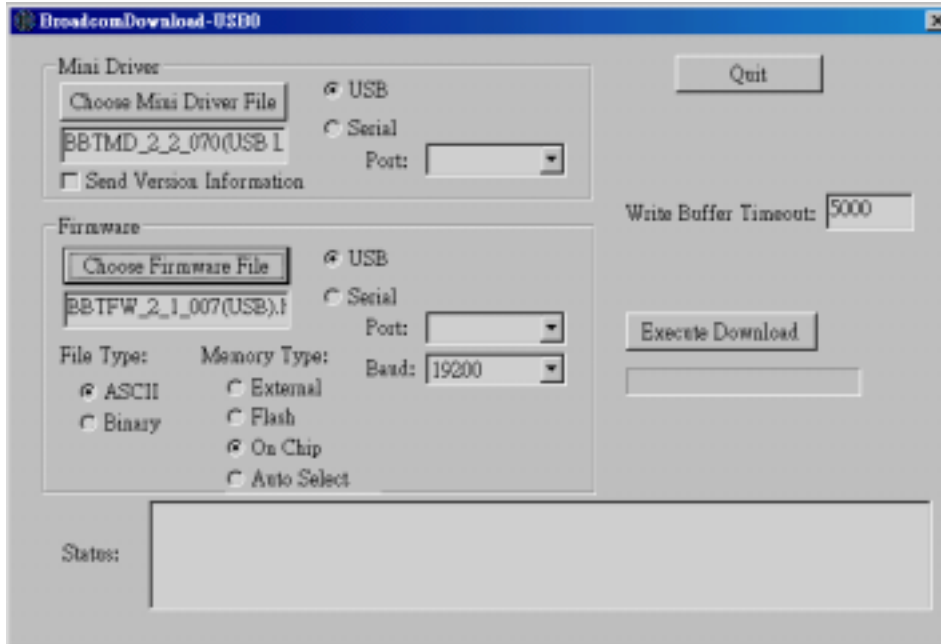 BroadcomDownload-USB0
Mini Driver
Choose Mini Driver File
USB
Serial
BBTMD_2_2_070(USB
Port:
Send Version Information
Quit
Write Buffer Timeout: 5000
Firmware
Choose Firmware File
USB
Serial
BBTFW_2_1_007(USB).
Port:
Baud: 19200
File Type:
ASCII
Binary
Memory Type:
External
Flash
On Chip
Auto Select
Execute Download
Status: